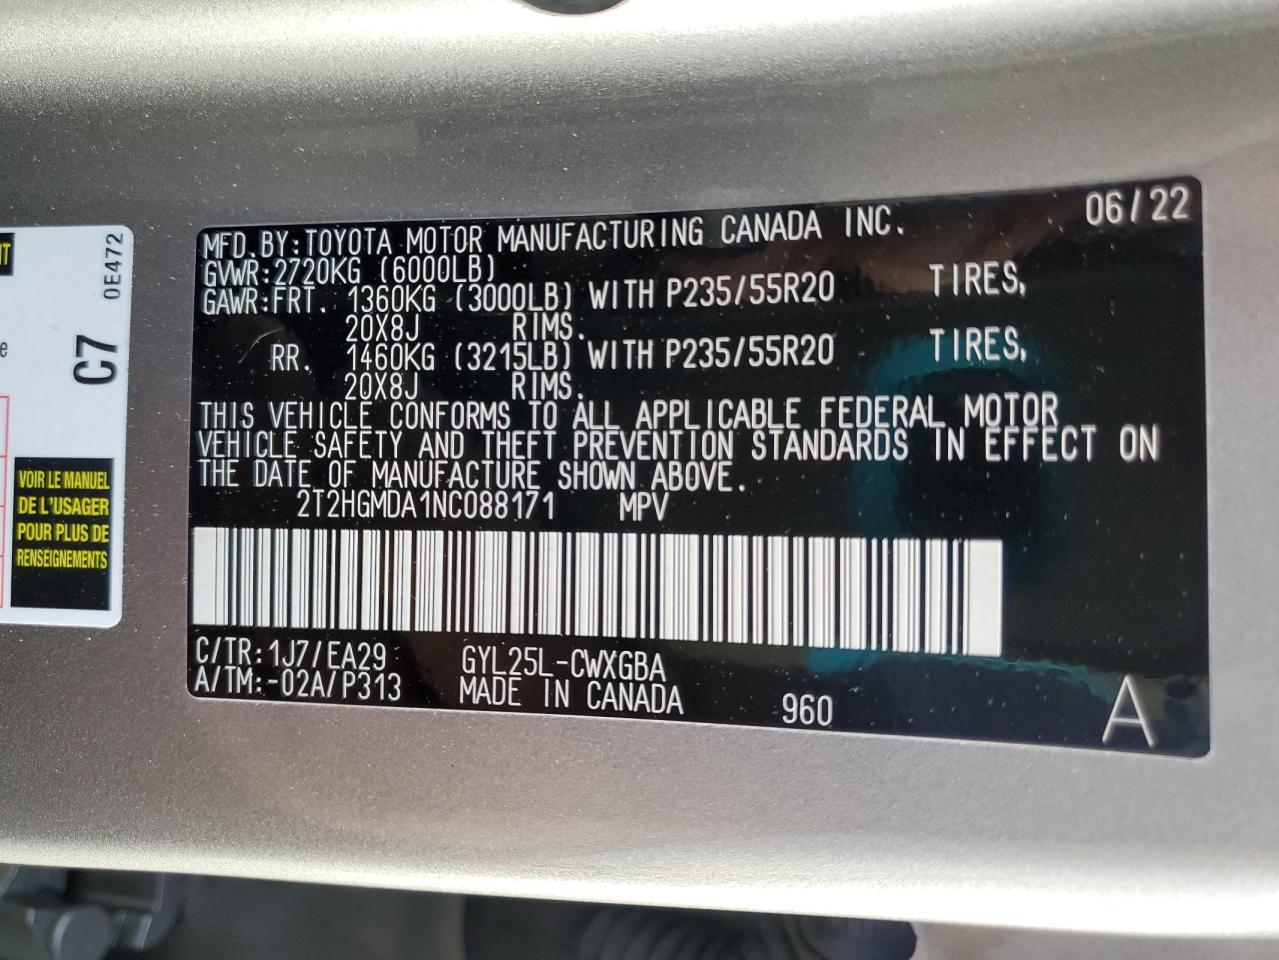 MFD.BY:TOYOTA MOTOR MANUFACTURING CANADA INC. 06/22
GVWR:2720KG (6000LB)
GAWR:FRT. 1360KG (3000LB) WITH P235/55R20 TIRES,
20X8J RIMS.
RR. 1460KG (3215LB) WITH P235/55R20 TIRES,
20X8J RIMS.
THIS VEHICLE CONFORMS TO ALL APPLICABLE FEDERAL MOTOR
VEHICLE SAFETY AND THEFT PREVENTION STANDARDS IN EFFECT ON
THE DATE OF MANUFACTURE SHOWN ABOVE.
2T2HGMDA1NC088171 MPV
C/TR:1J7/EA29 GYL25L-CWXGBA
A/TM:-02A/P313 MADE IN CANADA 960 A
0E472
C7
VOIR LE MANUEL
DE L'USAGER
POUR PLUS DE
RENSEIGNEMENTS